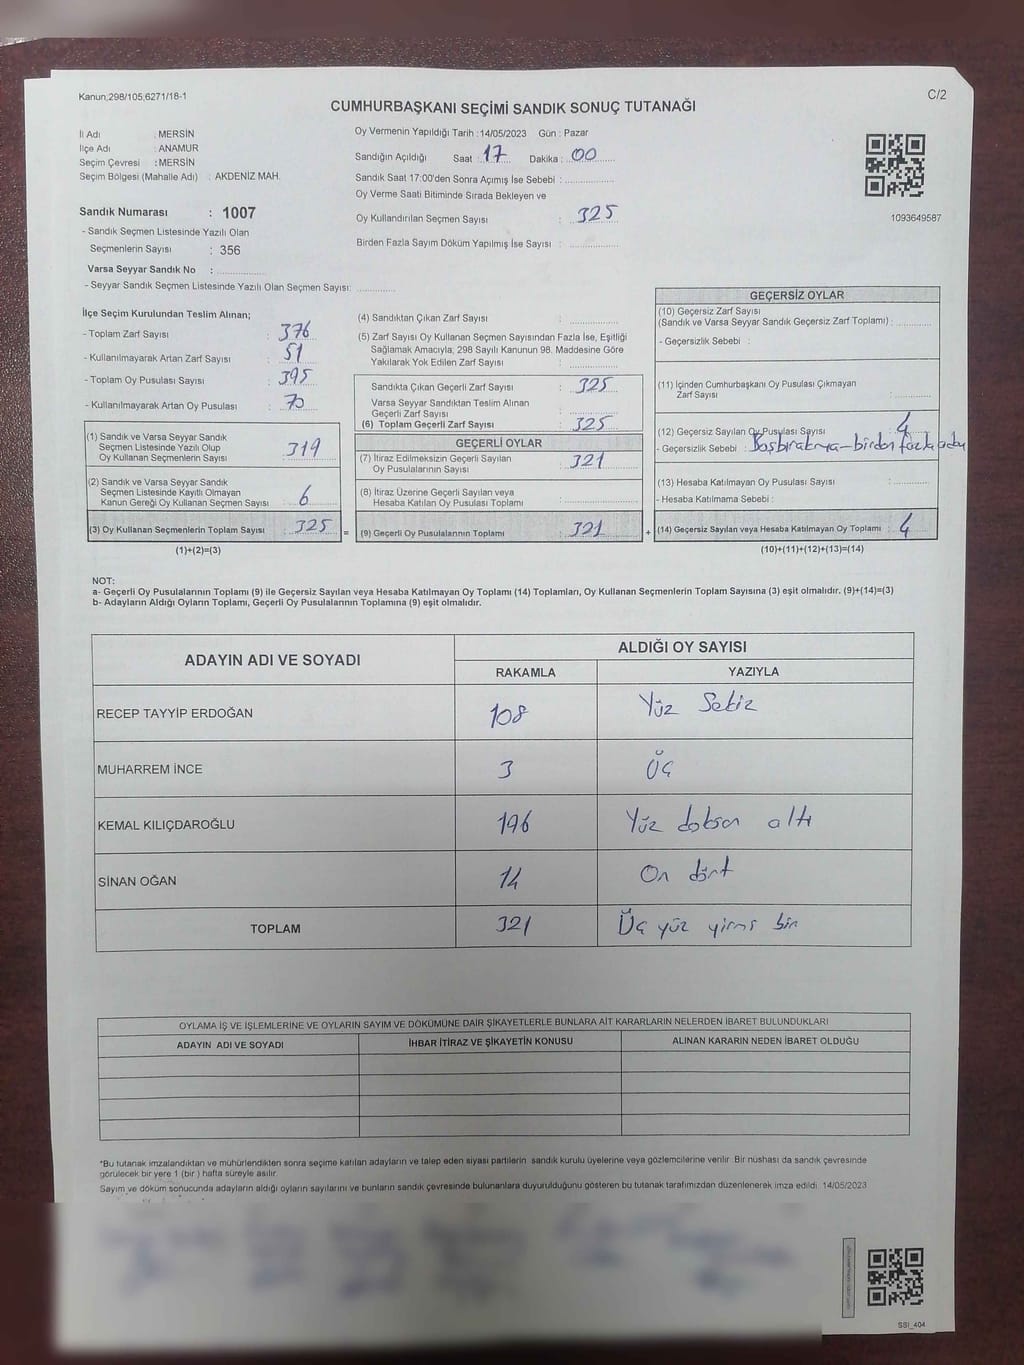 Kanun;298/105,6271/18-1
C/2
CUMHURBAŞKANI SEÇİMİ SANDIK SONUÇ TUTANAĞI
İl Adı : MERSİN
İlçe Adı : ANAMUR
Seçim Çevresi : MERSİN
Seçim Bölgesi (Mahalle Adı) : AKDENİZ MAH.
Oy Vermenin Yapıldığı Tarih : 14/05/2023 Gün : Pazar
Sandığın Açıldığı Saat : 17 Dakika : 00
Sandık Saat 17:00'den Sonra Açımış İse Sebebi :
Oy Verme Saati Bitiminde Sırada Bekleyen ve
Oy Kullandırılan Seçmen Sayısı : 325
Birden Fazla Sayım Döküm Yapılmış İse Sayısı :
1093649587
Sandık Numarası : 1007
- Sandık Seçmen Listesinde Yazılı Olan
Seçmenlerin Sayısı : 356
Varsa Seyyar Sandık No :
- Seyyar Sandık Seçmen Listesinde Yazılı Olan Seçmen Sayısı:
İlçe Seçim Kurulundan Teslim Alınan;
- Toplam Zarf Sayısı : 376
- Kullanılmayarak Artan Zarf Sayısı : 51
- Toplam Oy Pusulası Sayısı : 395
- Kullanılmayarak Artan Oy Pusulası : 70
(1) Sandık ve Varsa Seyyar Sandık
Seçmen Listesinde Yazılı Olup
Oy Kullanan Seçmenlerin Sayısı : 319
(2) Sandık ve Varsa Seyyar Sandık
Seçmen Listesinde Kayıtlı Olmayan
Kanun Gereği Oy Kullanan Seçmen Sayısı : 6
(3) Oy Kullanan Seçmenlerin Toplam Sayısı : 325 =
(1)+(2)=(3)
(4) Sandıktan Çıkan Zarf Sayısı :
(5) Zarf Sayısı Oy Kullanan Seçmen Sayısından Fazla İse, Eşitliği
Sağlamak Amacıyla; 298 Sayılı Kanunun 98. Maddesine Göre
Yakılarak Yok Edilen Zarf Sayısı :
Sandıkta Çıkan Geçerli Zarf Sayısı : 325
Varsa Seyyar Sandıktan Teslim Alınan
Geçerli Zarf Sayısı :
(6) Toplam Geçerli Zarf Sayısı : 325
GEÇERLİ OYLAR
(7) İtiraz Edilmeksizin Geçerli Sayılan
Oy Pusulalarının Sayısı : 321
(8) İtiraz Üzerine Geçerli Sayılan veya
Hesaba Katılan Oy Pusulası Toplamı :
(9) Geçerli Oy Pusulalarının Toplamı : 321 +
GEÇERSİZ OYLAR
(10) Geçersiz Zarf Sayısı
(Sandık ve Varsa Seyyar Sandık Geçersiz Zarf Toplamı) :
- Geçersizlik Sebebi :
(11) İçinden Cumhurbaşkanı Oy Pusulası Çıkmayan
Zarf Sayısı :
(12) Geçersiz Sayılan Oy Pusulası Sayısı : 4
- Geçersizlik Sebebi : Boşbırakma-birden fazla
(13) Hesaba Katılmayan Oy Pusulası Sayısı :
- Hesaba Katılmama Sebebi :
(14) Geçersiz Sayılan veya Hesaba Katılmayan Oy Toplamı : 4
(10)+(11)+(12)+(13)=(14)
NOT:
a- Geçerli Oy Pusulalarının Toplamı (9) ile Geçersiz Sayılan veya Hesaba Katılmayan Oy Toplamı (14) Toplamları, Oy Kullanan Seçmenlerin Toplam Sayısına (3) eşit olmalıdır. (9)+(14)=(3)
b- Adayların Aldığı Oyların Toplamı, Geçerli Oy Pusulalarının Toplamına (9) eşit olmalıdır.
ADAYIN ADI VE SOYADI
ALDIĞI OY SAYISI
RAKAMLA YAZIYLA
RECEP TAYYİP ERDOĞAN 108 Yüz Sekiz
MUHARREM İNCE 3 Üç
KEMAL KILIÇDAROĞLU 196 Yüz doksan altı
SİNAN OĞAN 14 On dört
TOPLAM 321 Üç yüz yirmi bir
OYLAMA İŞ VE İŞLEMLERİNE VE OYLARIN SAYIM VE DÖKÜMÜNE DAİR ŞİKAYETLERLE BUNLARA AİT KARARLARIN NELERDEN İBARET BULUNDUKLARI
ADAYIN ADI VE SOYADI İHBAR İTİRAZ VE ŞİKAYETİN KONUSU ALINAN KARARIN NEDEN İBARET OLDUĞU
*Bu tutanak imzalandıktan ve mühürlendikten sonra seçime katılan adayların ve talep eden siyasi partilerin sandık kurulu üyelerine veya gözlemcilerine verilir. Bir nüshası da sandık çevresinde
görülecek bir yere 1 (bir ) hafta süreyle asılır.
Sayım ve döküm sonucunda adayların aldığı oyların sayılarını ve bunların sandık çevresinde bulunanlara duyurulduğunu gösteren bu tutanak tarafımızdan düzenlenerek imza edildi. 14/05/2023
SSI_404